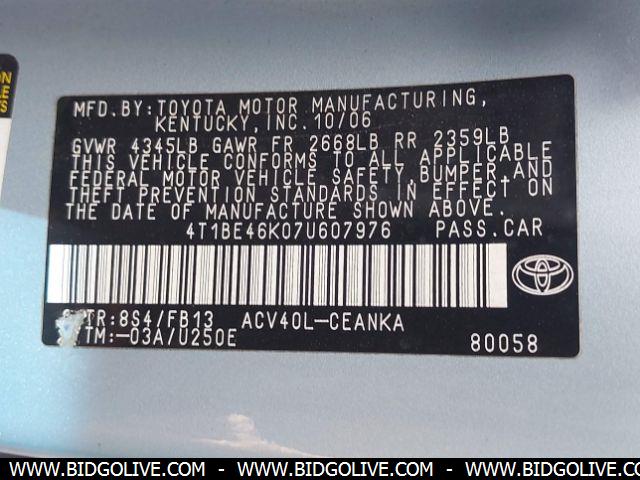 MFD.BY:TOYOTA MOTOR MANUFACTURING,
KENTUCKY,INC.10/06
GVWR 4345LB GAWR FR 2668LB RR 2359LB
THIS VEHICLE CONFORMS TO ALL APPLICABLE
FEDERAL MOTOR VEHICLE SAFETY,BUMPER,AND
THEFT PREVENTION STANDARDS IN EFFECT ON
THE DATE OF MANUFACTURE SHOWN ABOVE.
4T1BE46K07U607976 PASS.CAR
TR:8S4/FB13 ACV40L-CEANKA
TM:-03A/U250E 80058
WWW.BIDGOLIVE.COM - WWW.BIDGOLIVE.COM - WWW.BIDGOLIVE.COM